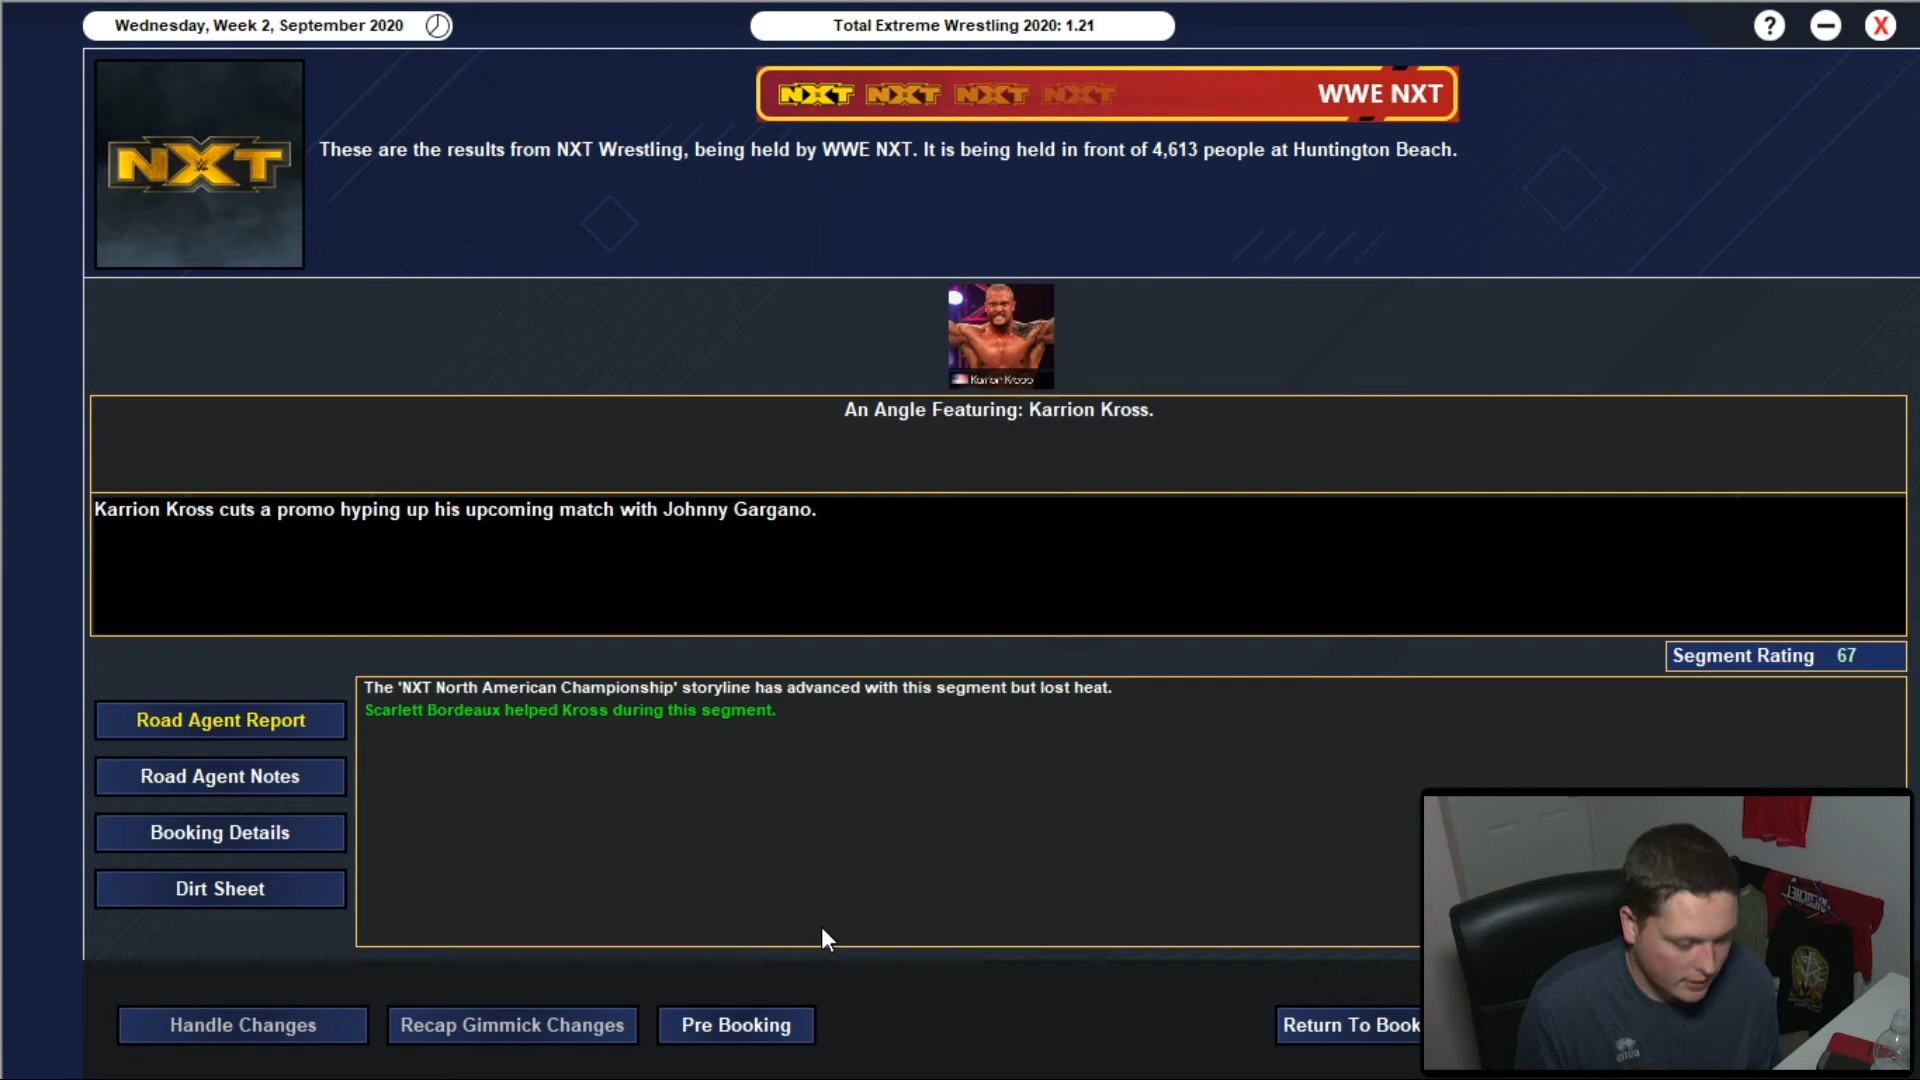 Wednesday, Week 2, September 2020
Total Extreme Wrestling 2020: 1.21
?
X
NXT
NXT NXT NXT NXT
WWE NXT
These are the results from NXT Wrestling, being held by WWE NXT. It is being held in front of 4,613 people at Huntington Beach.
Karrion Kross
An Angle Featuring: Karrion Kross.
Karrion Kross cuts a promo hyping up his upcoming match with Johnny Gargano.
Segment Rating 67
The 'NXT North American Championship' storyline has advanced with this segment but lost heat.
Scarlett Bordeaux helped Kross during this segment.
Road Agent Report
Road Agent Notes
Booking Details
Dirt Sheet
Handle Changes
Recap Gimmick Changes
Pre Booking
Return To Book